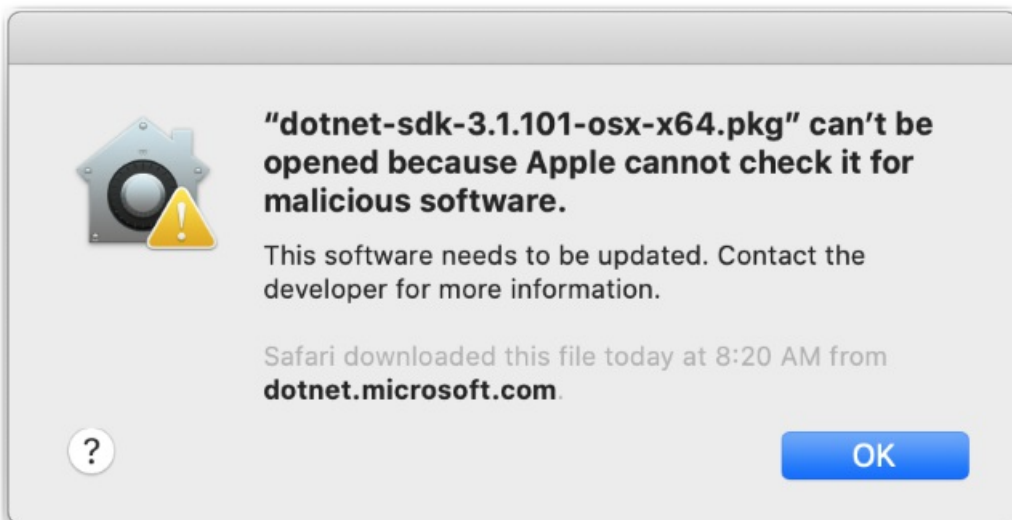 “dotnet-sdk-3.1.101-osx-x64.pkg” can’t be
opened because Apple cannot check it for
malicious software.
This software needs to be updated. Contact the
developer for more information.
Safari downloaded this file today at 8:20 AM from
dotnet.microsoft.com.
?
OK